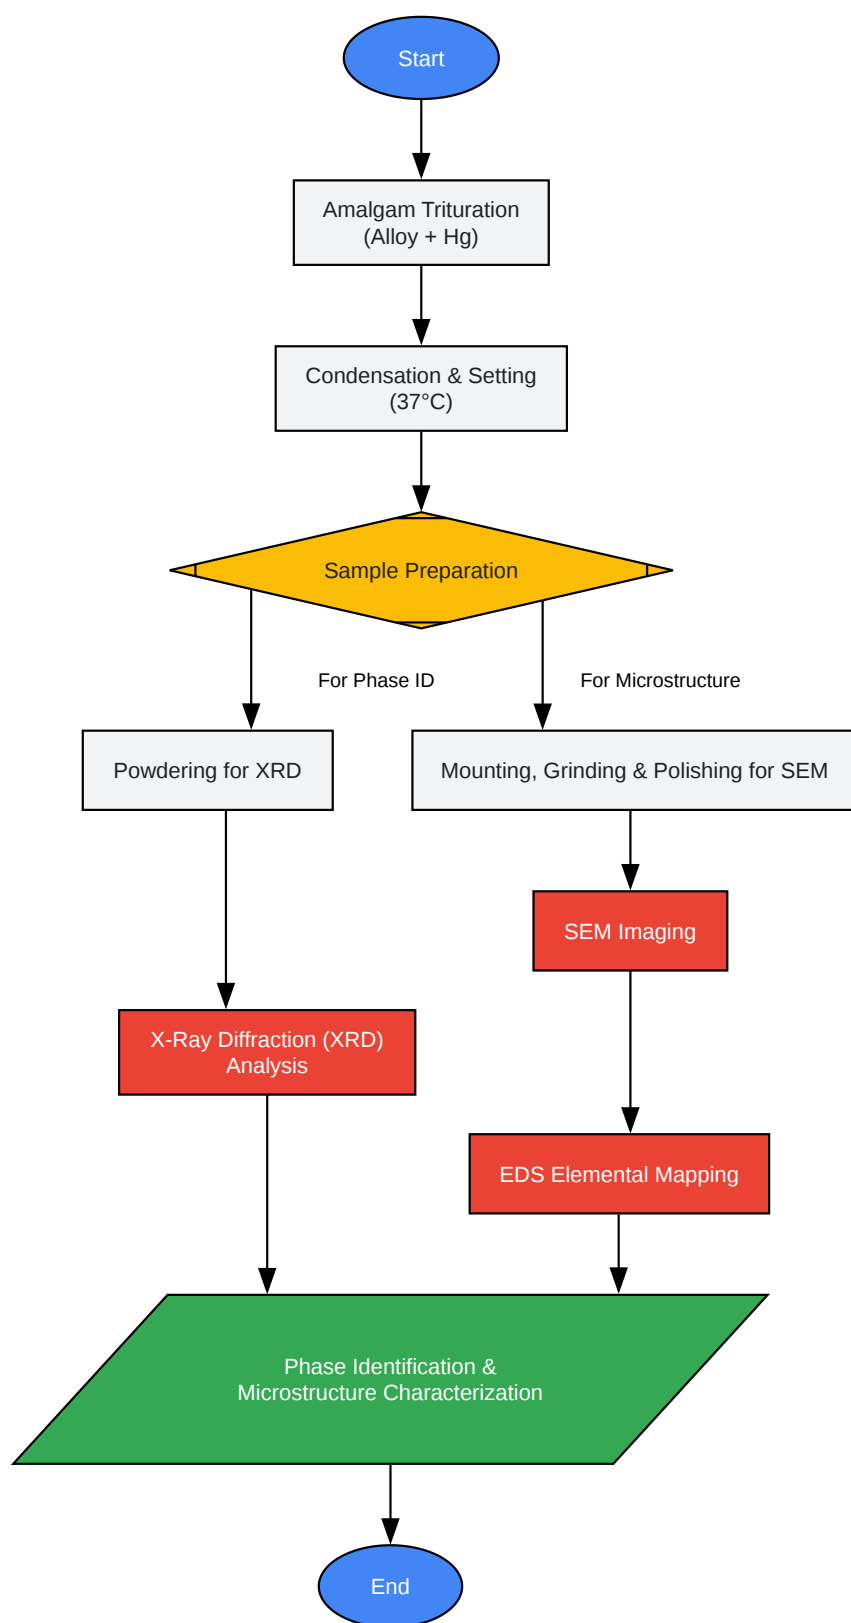 Start
Amalgam Trituration
(Alloy + Hg)
Condensation & Setting
(37°C)
Sample Preparation
For Phase ID
For Microstructure
Powdering for XRD
Mounting, Grinding & Polishing for SEM
SEM Imaging
X-Ray Diffraction (XRD)
Analysis
EDS Elemental Mapping
Phase Identification &
Microstructure Characterization
End